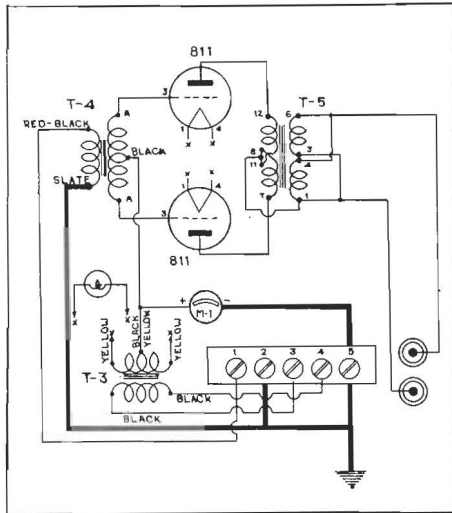 811
T-4
T-5
RED-BLACK
A
3
1
4
x
x
12
6
BLACK
8
11
3
4
SLATE
A
x
x
1
4
3
7
1
811
+
M-1
-
x
x
YELLOW
BLACK
YELLOW
YELLOW
T-3
1
2
3
4
5
BLACK
BLACK